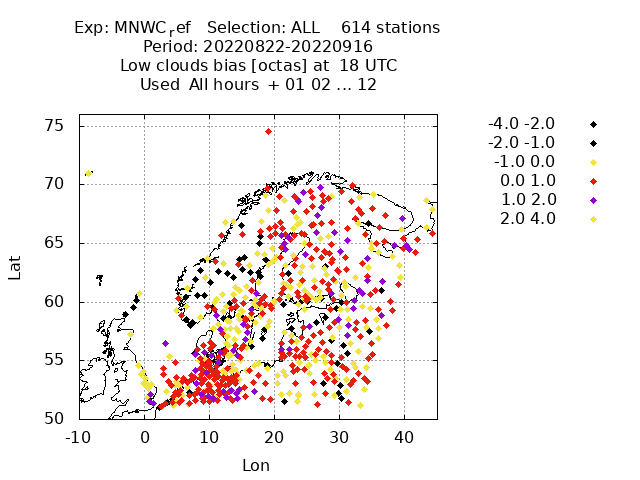 Exp: MNWC_ref Selection: ALL 614 stations
Period: 20220822-20220916
Low clouds bias [octas] at 18 UTC
Used All hours + 01 02 ... 12
-4.0 -2.0
-2.0 -1.0
-1.0 0.0
0.0 1.0
1.0 2.0
2.0 4.0
75
70
65
60
55
50
Lat
-10 0 10 20 30 40
Lon